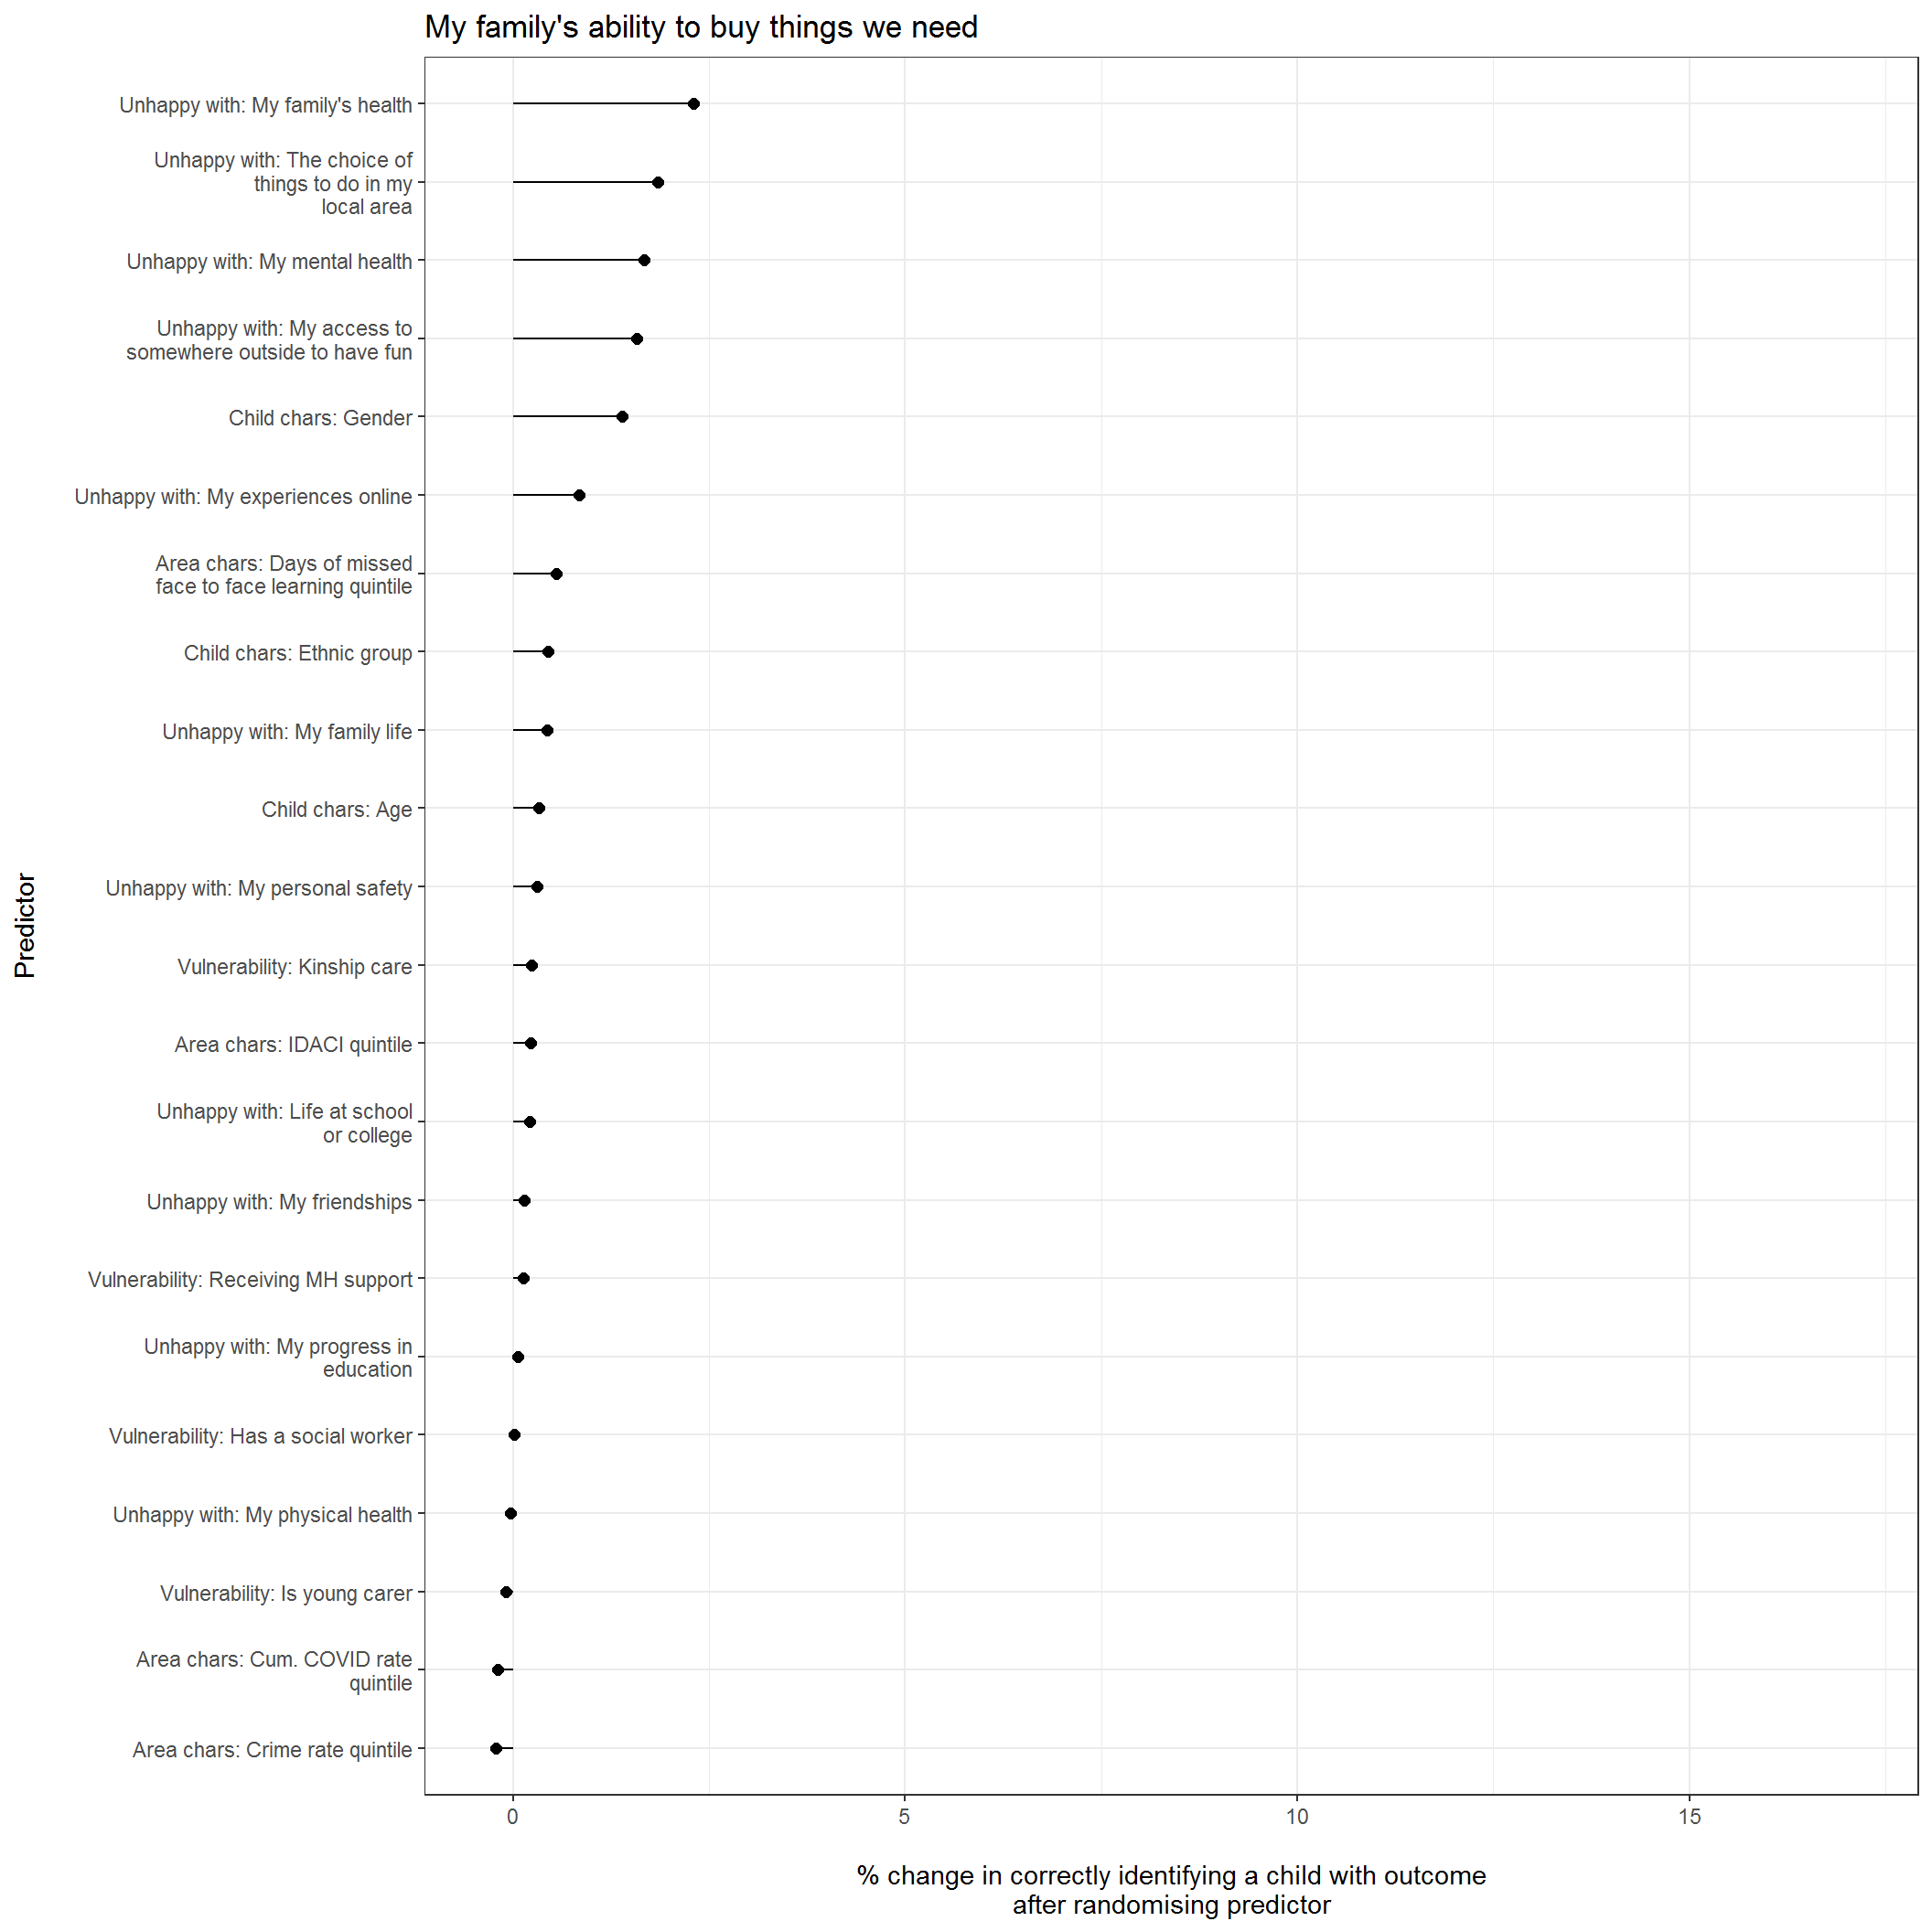 My family's ability to buy things we need
Unhappy with: My family's health
Unhappy with: The choice of
things to do in my
local area
Unhappy with: My mental health
Unhappy with: My access to
somewhere outside to have fun
Child chars: Gender
Unhappy with: My experiences online
Area chars: Days of missed
face to face learning quintile
Child chars: Ethnic group
Unhappy with: My family life
Child chars: Age
Unhappy with: My personal safety
Predictor
Vulnerability: Kinship care
Area chars: IDACI quintile
Unhappy with: Life at school
or college
Unhappy with: My friendships
Vulnerability: Receiving MH support
Unhappy with: My progress in
education
Vulnerability: Has a social worker
Unhappy with: My physical health
Vulnerability: Is young carer
Area chars: Cum. COVID rate
quintile
Area chars: Crime rate quintile
0 5 10 15
% change in correctly identifying a child with outcome
after randomising predictor